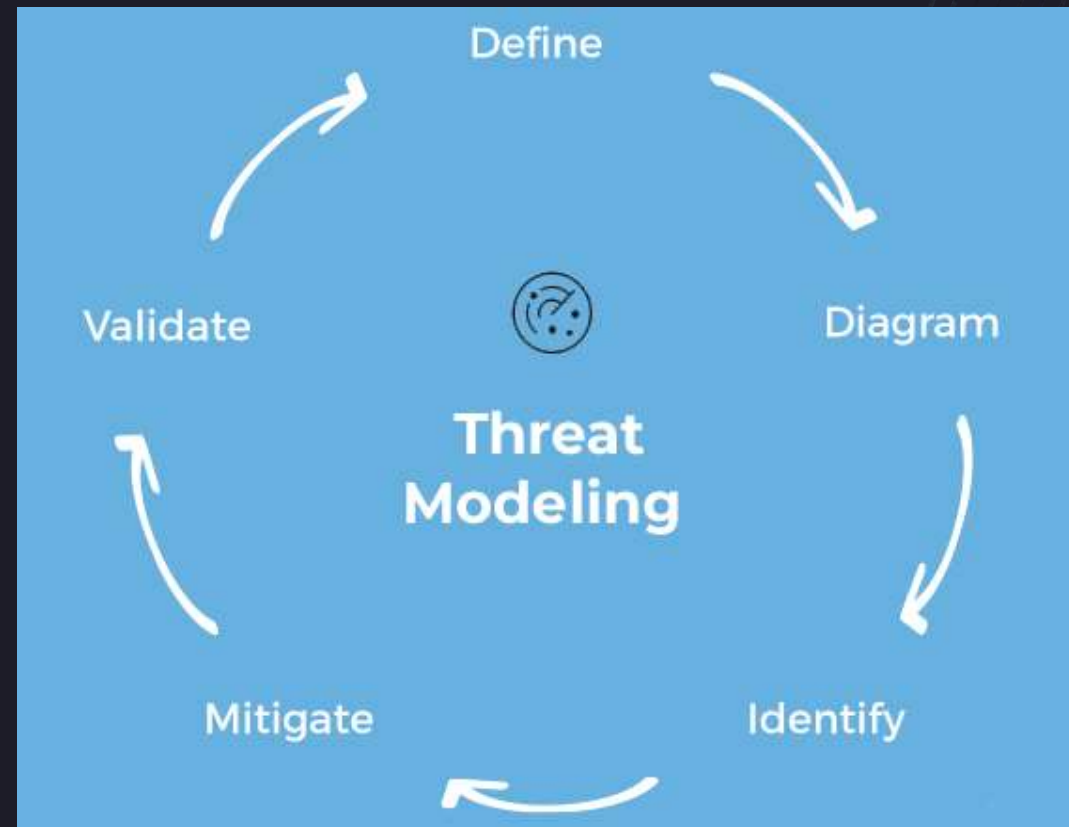 Define
Validate
Diagram
Threat
Modeling
Mitigate
Identify